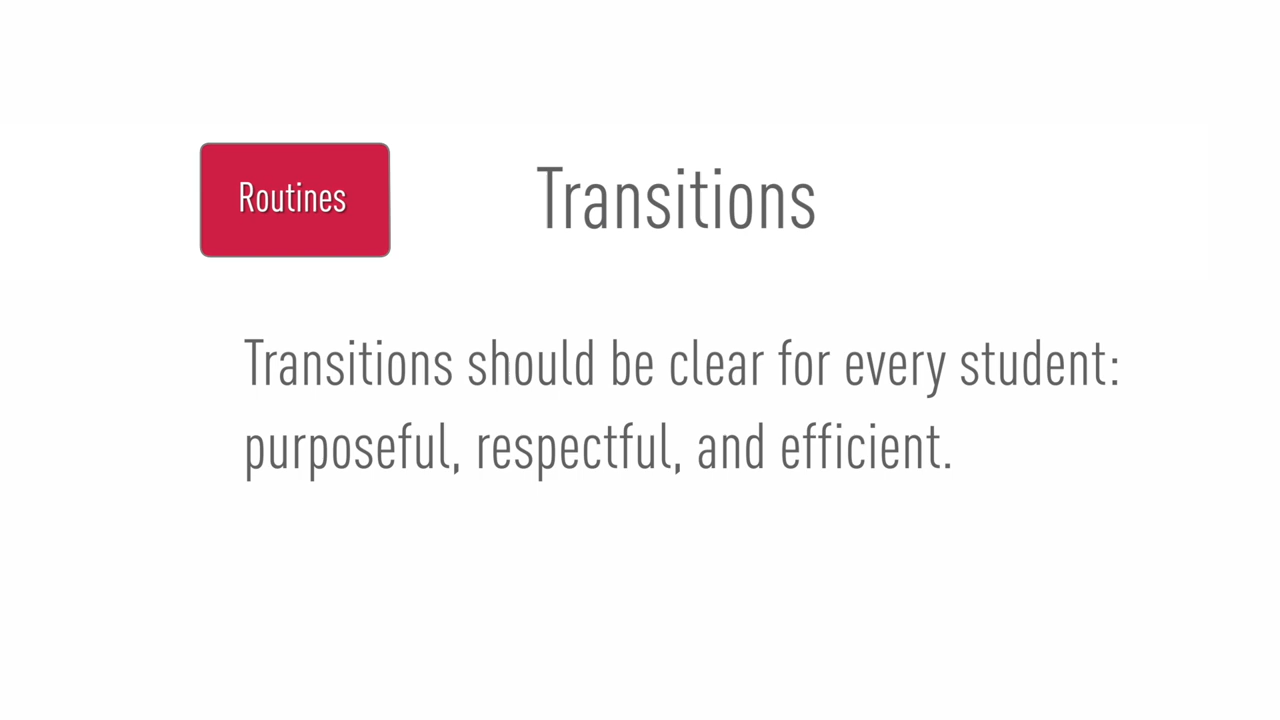 Routines
Transitions
Transitions should be clear for every student:
purposeful, respectful, and efficient.